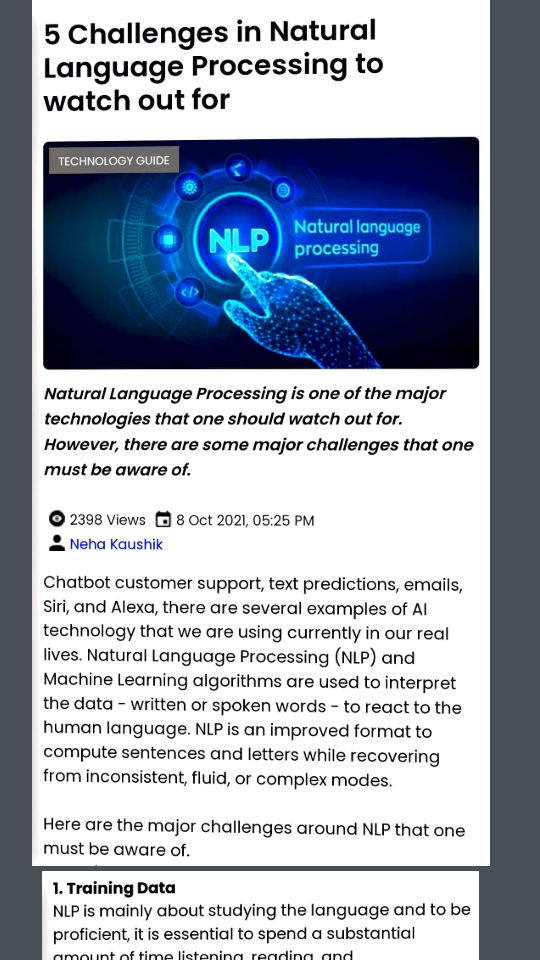 5 Challenges in Natural
Language Processing to
watch out for
TECHNOLOGY GUIDE
NLP
Natural language
processing
</>
Natural Language Processing is one of the major
technologies that one should watch out for.
However, there are some major challenges that one
must be aware of.
2398 Views 8 Oct 2021, 05:25 PM
Neha Kaushik
Chatbot customer support, text predictions, emails,
Siri, and Alexa, there are several examples of AI
technology that we are using currently in our real
lives. Natural Language Processing (NLP) and
Machine Learning algorithms are used to interpret
the data - written or spoken words - to react to the
human language. NLP is an improved format to
compute sentences and letters while recovering
from inconsistent, fluid, or complex modes.
Here are the major challenges around NLP that one
must be aware of.
1. Training Data
NLP is mainly about studying the language and to be
proficient, it is essential to spend a substantial
amount of time listening, reading, and